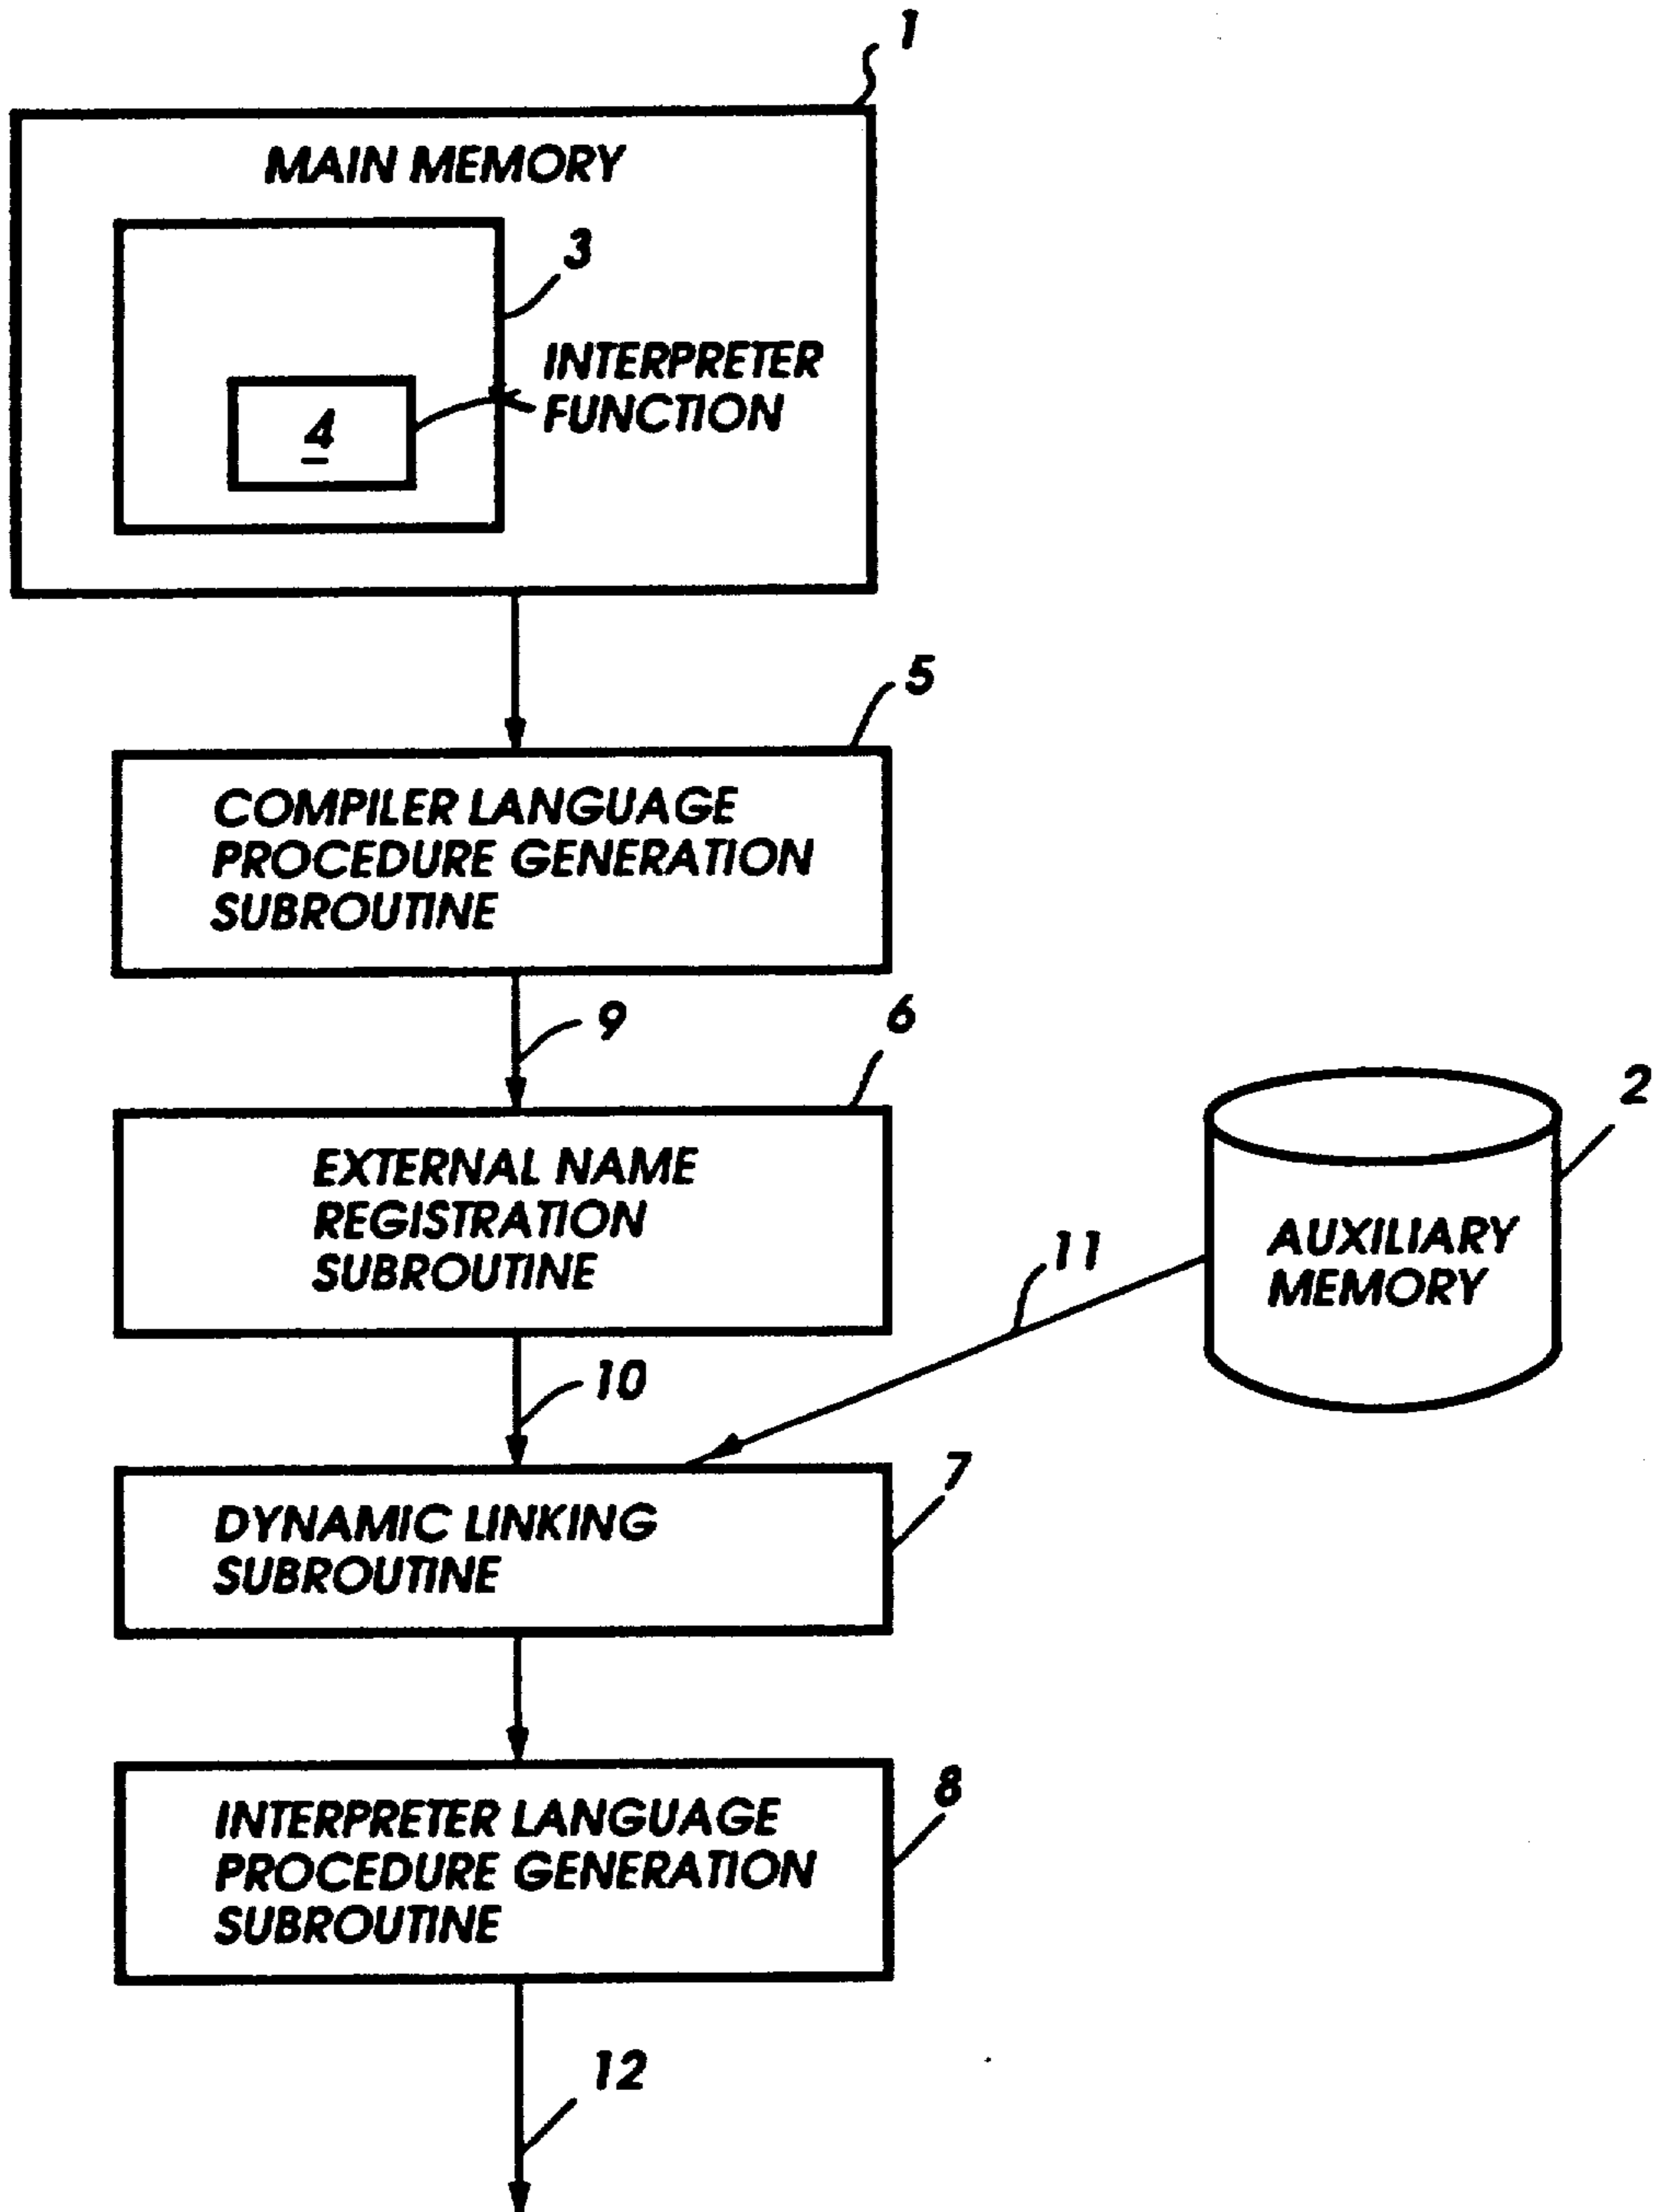 1
MAIN MEMORY
3
INTERPRETER
FUNCTION
4
5
COMPILER LANGUAGE
PROCEDURE GENERATION
SUBROUTINE
9
6
EXTERNAL NAME
REGISTRATION
SUBROUTINE
2
AUXILIARY
MEMORY
11
10
7
DYNAMIC LINKING
SUBROUTINE
8
INTERPRETER LANGUAGE
PROCEDURE GENERATION
SUBROUTINE
12